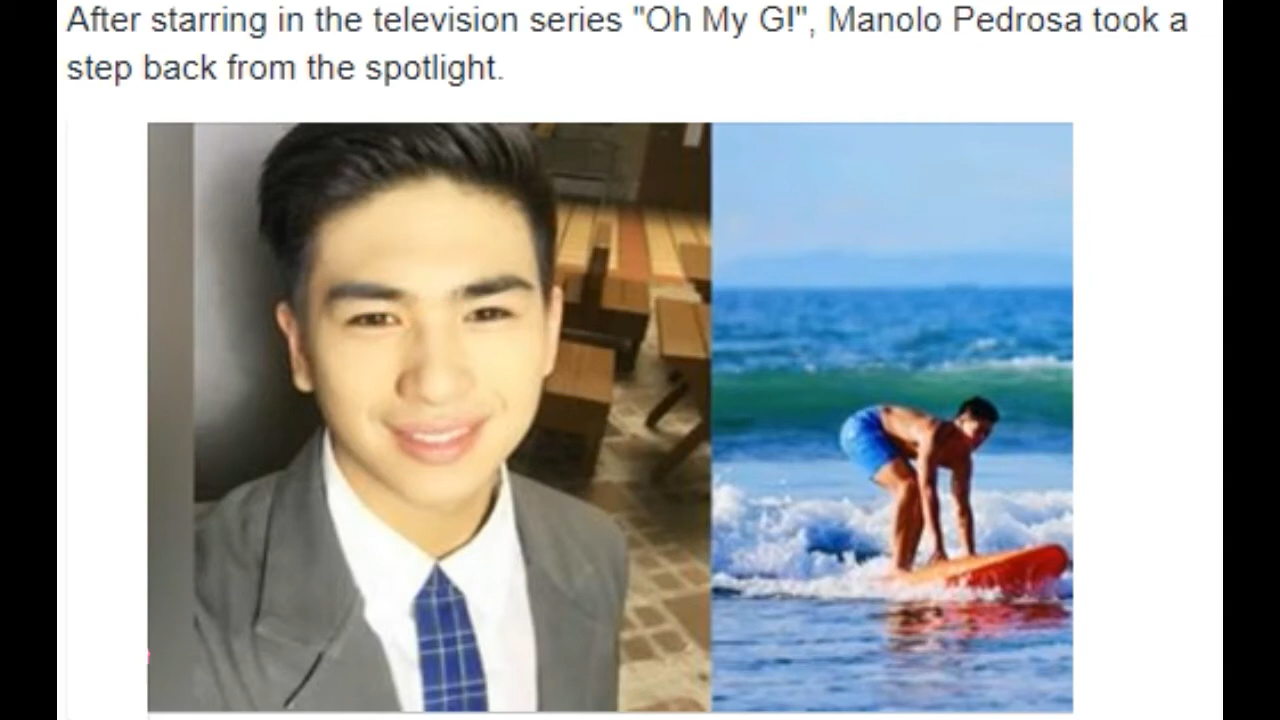 After starring in the television series "Oh My G!", Manolo Pedrosa took a
step back from the spotlight.